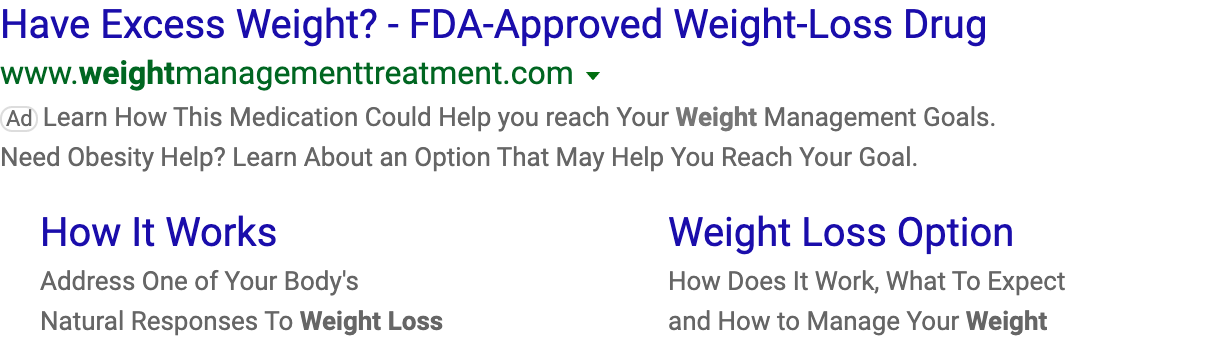 Have Excess Weight? - FDA-Approved Weight-Loss Drug
www.weightmanagementtreatment.com
Ad Learn How This Medication Could Help you reach Your Weight Management Goals.
Need Obesity Help? Learn About an Option That May Help You Reach Your Goal.
How It Works
Address One of Your Body's
Natural Responses To Weight Loss
Weight Loss Option
How Does It Work, What To Expect
and How to Manage Your Weight